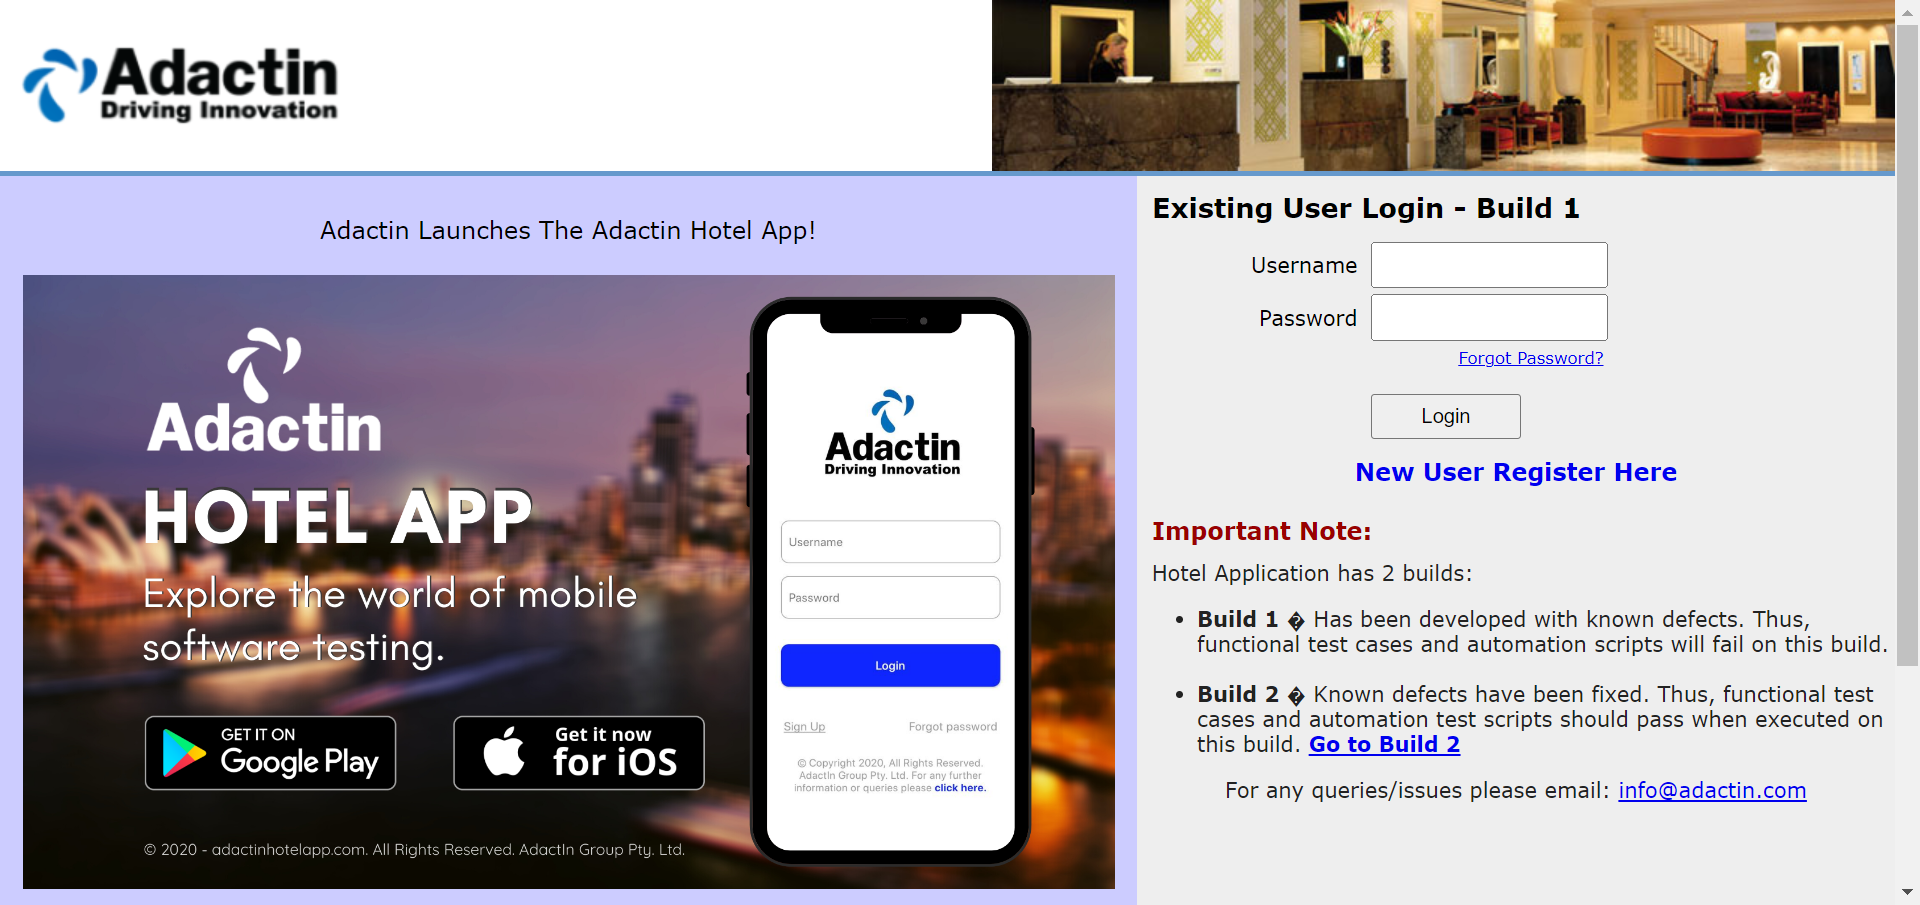 Adactin
Driving Innovation
Adactin Launches The Adactin Hotel App!
Adactin
HOTEL APP
Explore the world of mobile
software testing.
GET IT ON
Google Play
Get it now
for iOS
© 2020 - adactinhotelapp.com. All Rights Reserved. AdactIn Group Pty. Ltd.
Adactin
Driving Innovation
Username
Password
Login
Sign Up
Forgot password
© Copyright 2020, All Rights Reserved.
AdactIn Group Pty. Ltd. For any further
information or queries please click here.
Existing User Login - Build 1
Username
Password
Forgot Password?
Login
New User Register Here
Important Note:
Hotel Application has 2 builds:
• Build 1 � Has been developed with known defects. Thus,
functional test cases and automation scripts will fail on this build.
• Build 2 � Known defects have been fixed. Thus, functional test
cases and automation test scripts should pass when executed on
this build. Go to Build 2
For any queries/issues please email: info@adactin.com